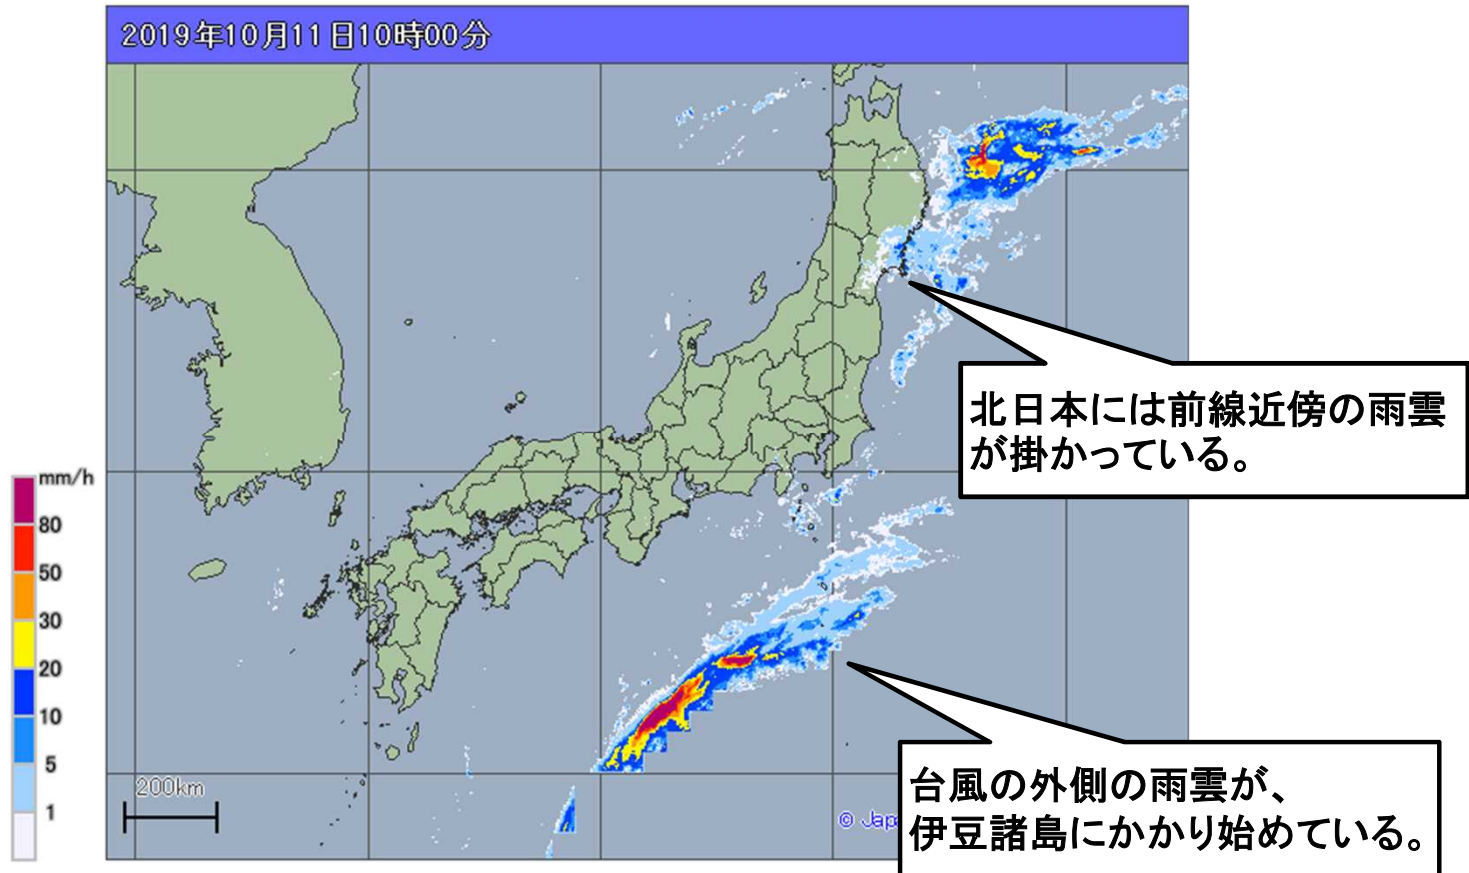 2019年10月11日10時00分
北日本には前線近傍の雨雲
が掛かっている。
mm/h
80
50
30
20
10
5
1
200km
台風の外側の雨雲が、
伊豆諸島にかかり始めている。
© Jap